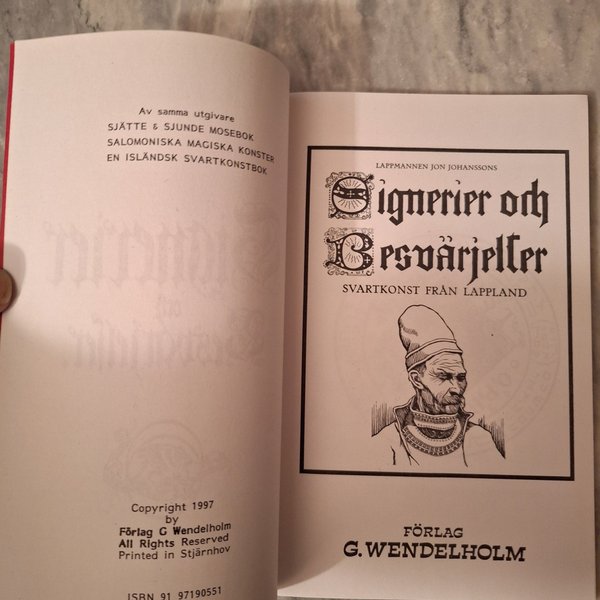 Av samma utgivare
SJÄTTE & SJUNDE MOSEBOK
SALOMONISKA MAGISKA KONSTER
EN ISLÄNDSK SVARTKONSTBOK
Copyright 1997
by
Förlag G Wendelholm
All Rights Reserved
Printed in Stjärnhov
ISBN 91 97190551
LAPPMANNEN JON JOHANSSONS
Signerier och
Besvärjelser
SVARTKONST FRÅN LAPPLAND
FÖRLAG
G. WENDELHOLM